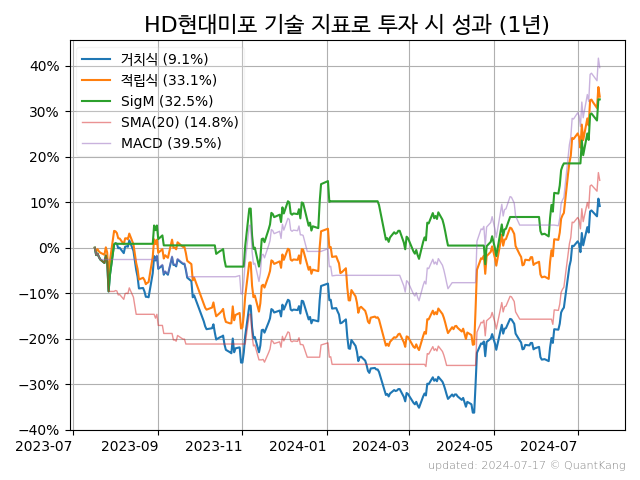 HD현대미포 기술 지표로 투자 시 성과 (1년)
거치식 (9.1%)
적립식 (33.1%)
SigM (32.5%)
SMA(20) (14.8%)
MACD (39.5%)
40%
30%
20%
10%
0%
−10%
−20%
−30%
−40%
2023-07 2023-09 2023-11 2024-01 2024-03 2024-05 2024-07
updated: 2024-07-17 © QuantKang